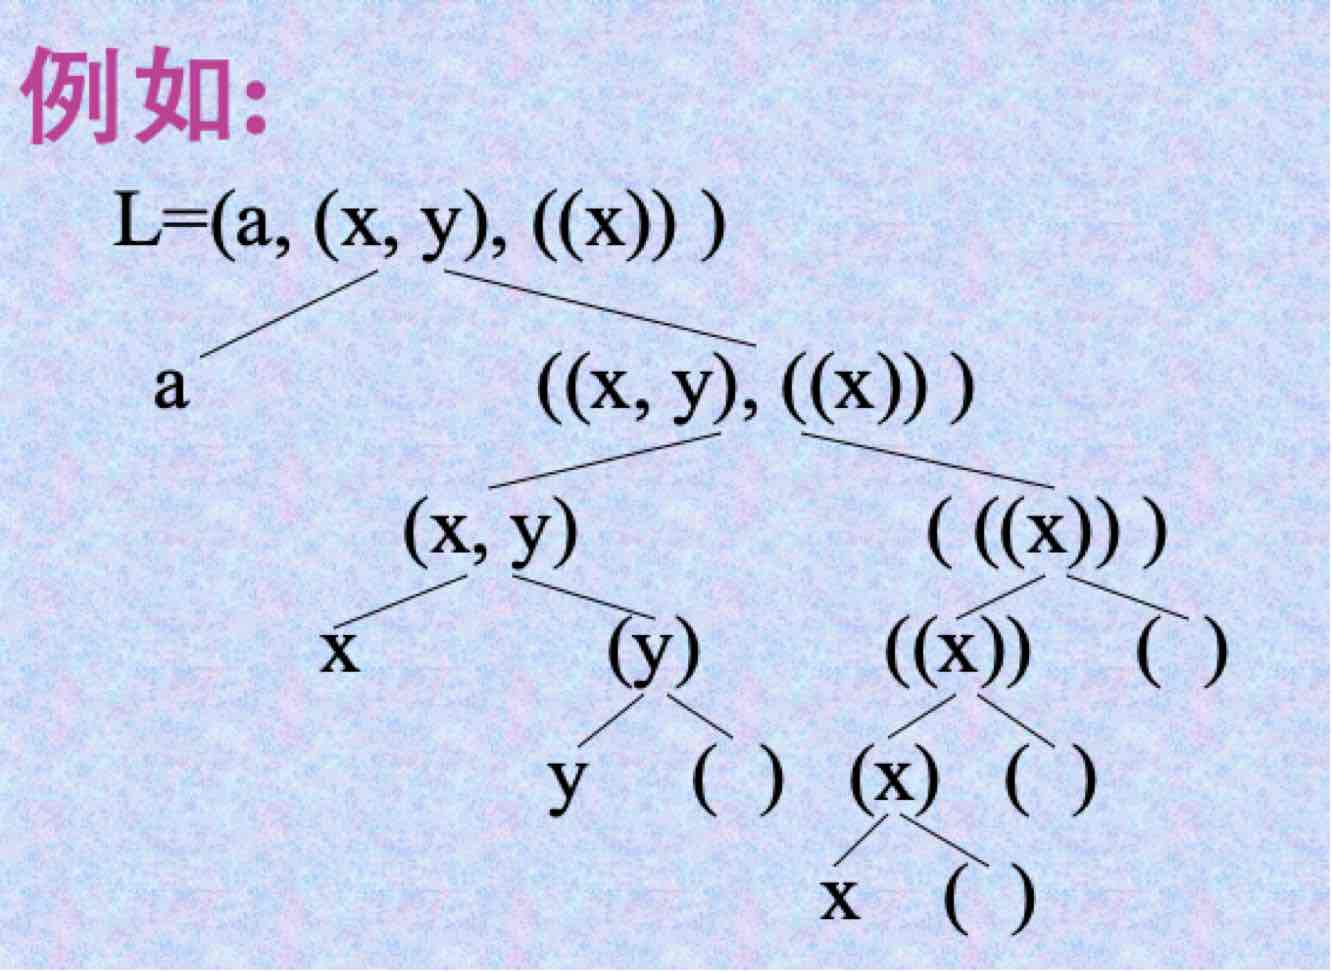 例如:
L=(a, (x, y), ((x)) )
a ((x, y), ((x)) )
(x, y) ( ((x)) )
x (y) ((x)) ( )
y ( ) (x) ( )
x ( )